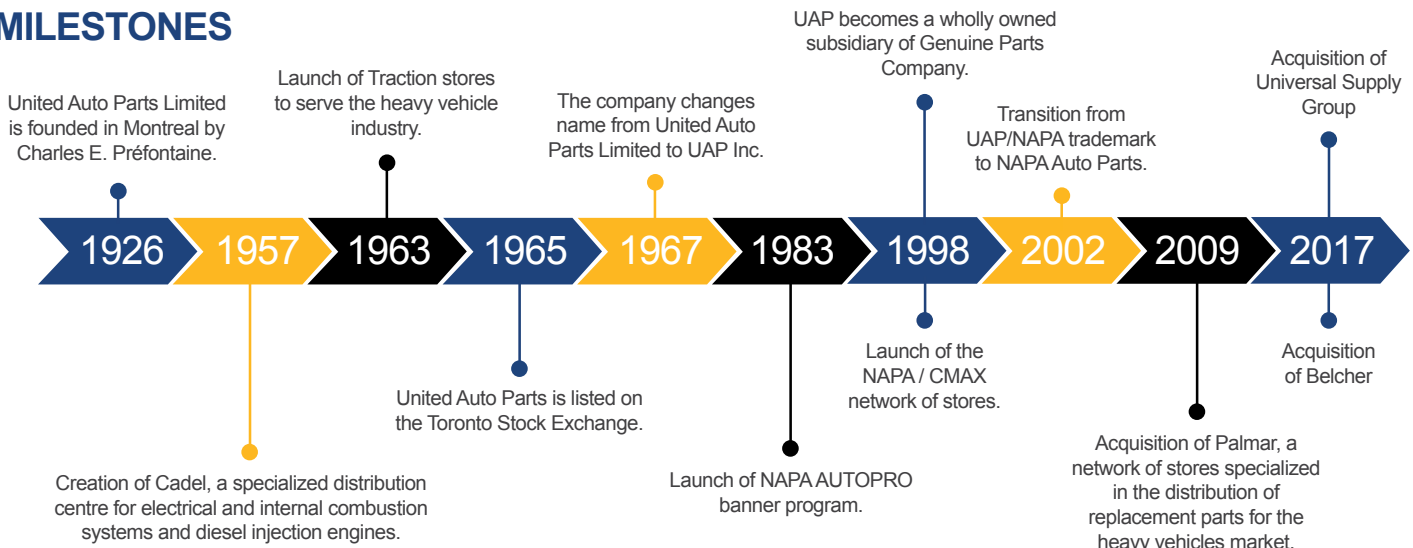 MILESTONES
United Auto Parts Limited
is founded in Montreal by
Charles E. Préfontaine.
Launch of Traction stores
to serve the heavy vehicle
industry.
The company changes
name from United Auto
Parts Limited to UAP Inc.
UAP becomes a wholly owned
subsidiary of Genuine Parts
Company.
Transition from
UAP/NAPA trademark
to NAPA Auto Parts.
Acquisition of
Universal Supply
Group
1926 1957 1963 1965 1967 1983 1998 2002 2009 2017
Creation of Cadel, a specialized distribution
centre for electrical and internal combustion
systems and diesel injection engines.
United Auto Parts is listed on
the Toronto Stock Exchange.
Launch of NAPA AUTOPRO
banner program.
Launch of the
NAPA / CMAX
network of stores.
Acquisition of Palmar, a
network of stores specialized
in the distribution of
replacement parts for the
heavy vehicles market.
Acquisition
of Belcher